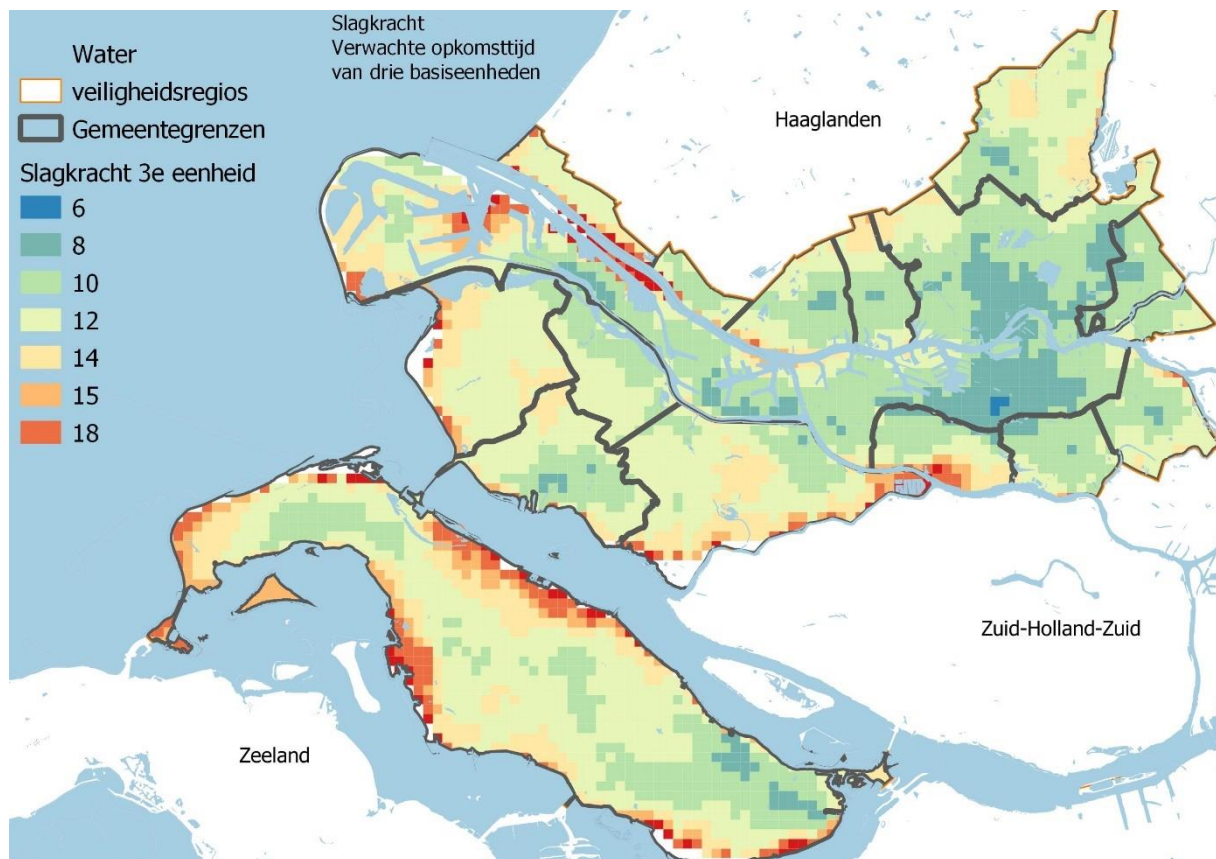 Slagkracht
Verwachte opkomsttijd
van drie basiseenheden
Water
veiligheidsregios
Gemeentegrenzen
Slagkracht 3e eenheid
6
8
10
12
14
15
18
Haaglanden
Zuid-Holland-Zuid
Zeeland